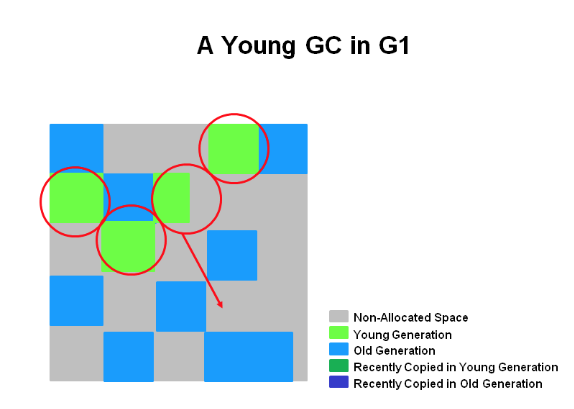 A Young GC in G1
Non-Allocated Space
Young Generation
Old Generation
Recently Copied in Young Generation
Recently Copied in Old Generation